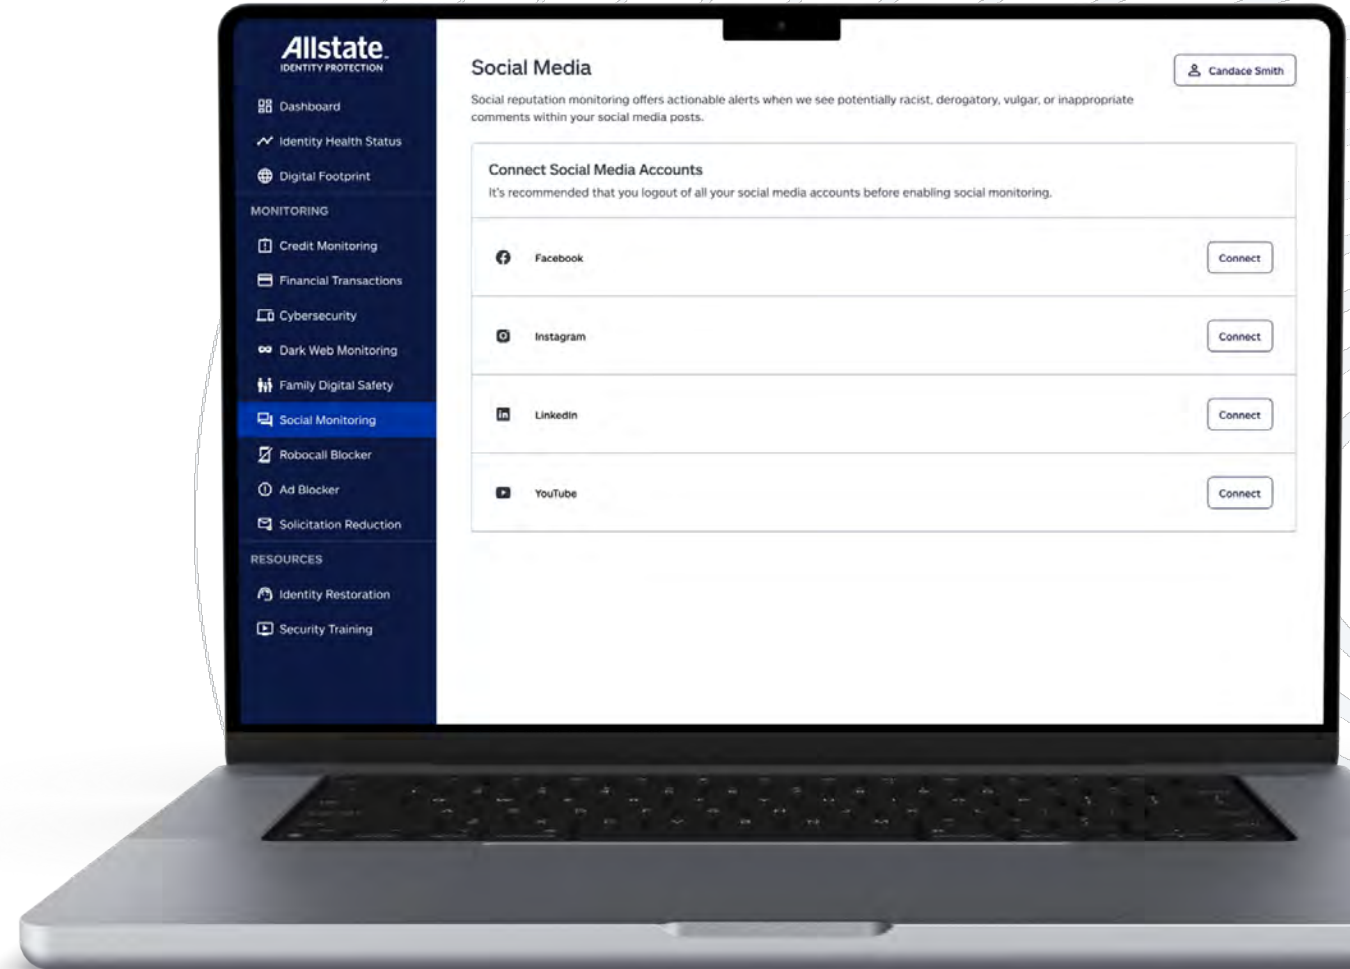 Allstate
IDENTITY PROTECTION
Dashboard
Identity Health Status
Digital Footprint
MONITORING
Credit Monitoring
Financial Transactions
Cybersecurity
Dark Web Monitoring
Family Digital Safety
Social Monitoring
Robocall Blocker
Ad Blocker
Solicitation Reduction
RESOURCES
Identity Restoration
Security Training
Social Media
Candace Smith
Social reputation monitoring offers actionable alerts when we see potentially racist, derogatory, vulgar, or inappropriate
comments within your social media posts.
Connect Social Media Accounts
It's recommended that you logout of all your social media accounts before enabling social monitoring.
Facebook
Connect
Instagram
Connect
LinkedIn
Connect
YouTube
Connect